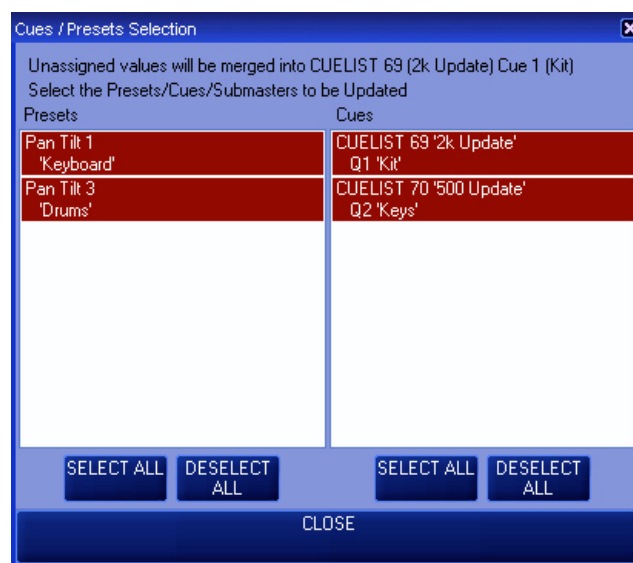 Cues / Presets Selection
Unassigned values will be merged into CUELIST 69 (2k Update) Cue 1 (Kit)
Select the Presets/Cues/Submasters to be Updated
Presets
Cues
Pan Tilt 1
'Keyboard'
Pan Tilt 3
'Drums'
CUELIST 69 '2k Update'
Q1 'Kit'
CUELIST 70 '500 Update'
Q2 'Keys'
SELECT ALL
DESELECT
ALL
SELECT ALL
DESELECT
ALL
CLOSE